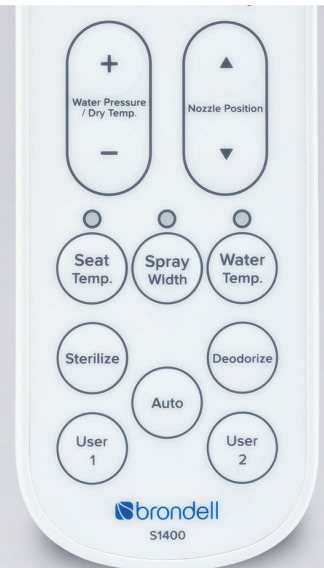 +
Water Pressure
/ Dry Temp.
−
▲
Nozzle Position
▼
Seat
Temp.
Spray
Width
Water
Temp.
Sterilize
Deodorize
Auto
User
1
User
2
brondell
S1400